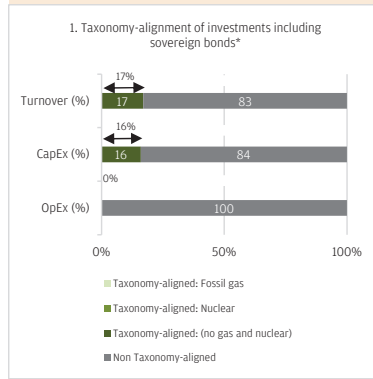 1. Taxonomy-alignment of investments including
sovereign bonds*
17%
Turnover (%)
17
83
16%
CapEx (%)
16
84
0%
OpEx (%)
100
0%
50%
100%
Taxonomy-aligned: Fossil gas
Taxonomy-aligned: Nuclear
Taxonomy-aligned: (no gas and nuclear)
Non Taxonomy-aligned